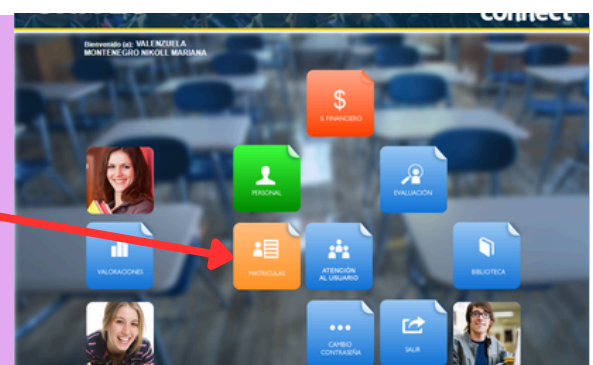 connect
Bienvenido (a): VALENZUELA
MONTENEGRO NIKOLL MARIANA
$
S. FINANCIERO
PERSONAL
EVALUACIÓN
VALORACIONES
MATRICULAS
ATENCIÓN
AL USUARIO
BIBLIOTECA
CAMBIO
CONTRASEÑA
SALIR